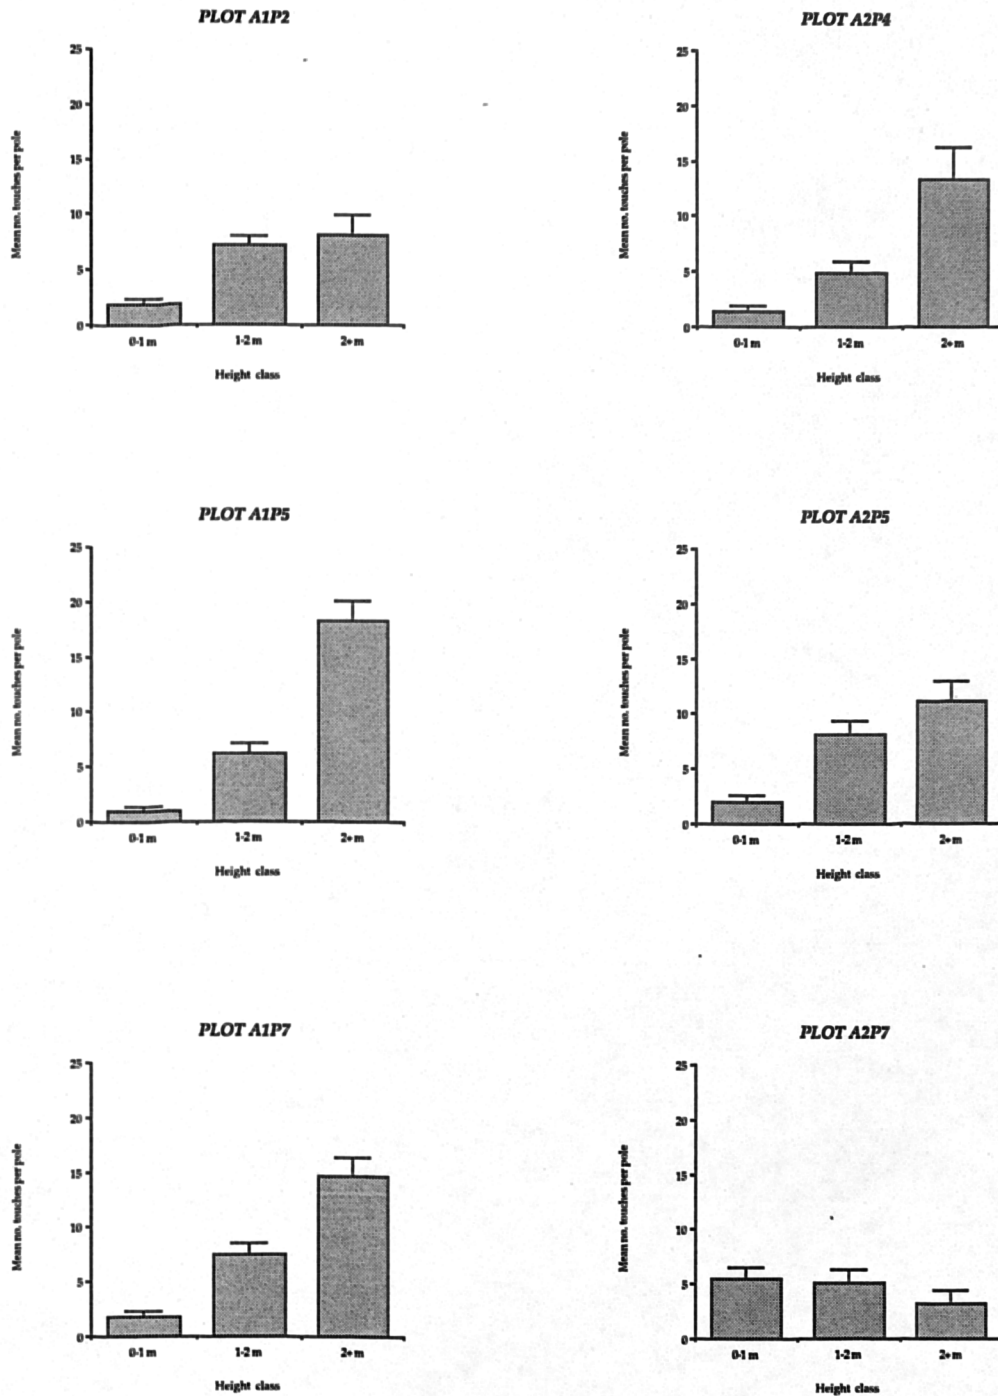 PLOT A1P2
25
20
15
10
5
0
Mean no. touches per pole
0-1 m
1-2 m
2+ m
Height class
PLOT A2P4
25
20
15
10
5
0
Mean no. touches per pole
0-1 m
1-2 m
2+ m
Height class
PLOT A1P5
25
20
15
10
5
0
Mean no. touches per pole
0-1 m
1-2 m
2+ m
Height class
PLOT A2P5
25
20
15
10
5
0
Mean no. touches per pole
0-1 m
1-2 m
2+ m
Height class
PLOT A1P7
25
20
15
10
5
0
Mean no. touches per pole
0-1 m
1-2 m
2+ m
Height class
PLOT A2P7
25
20
15
10
5
0
Mean no. touches per pole
0-1 m
1-2 m
2+ m
Height class